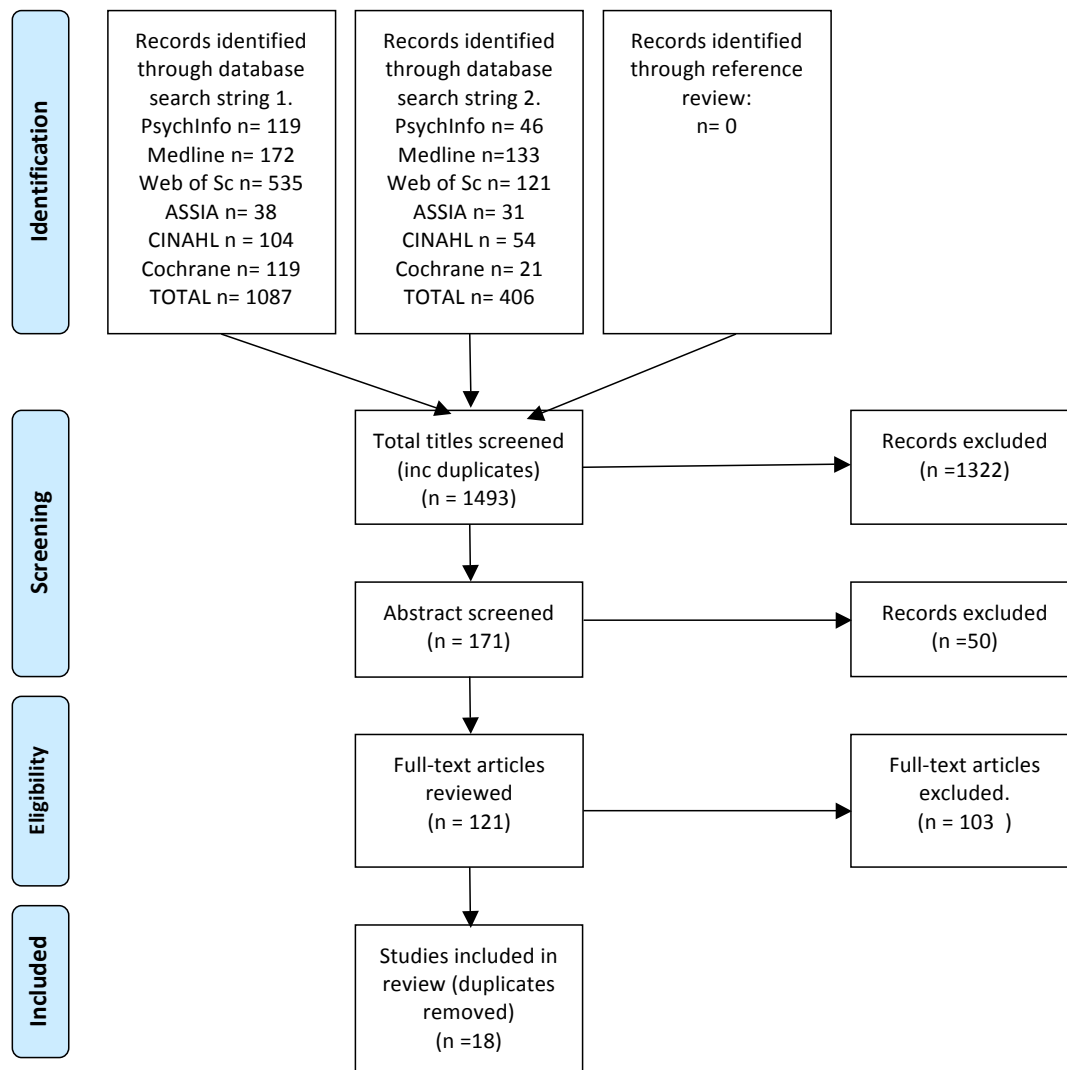 Identification
Records identified
through database
search string 1.
PsychInfo n= 119
Medline n= 172
Web of Sc n= 535
ASSIA n= 38
CINAHL n = 104
Cochrane n= 119
TOTAL n= 1087
Records identified
through database
search string 2.
PsychInfo n= 46
Medline n=133
Web of Sc n= 121
ASSIA n= 31
CINAHL n = 54
Cochrane n= 21
TOTAL n= 406
Records identified
through reference
review:
n= 0
Screening
Total titles screened
(inc duplicates)
(n = 1493)
Records excluded
(n =1322)
Abstract screened
(n = 171)
Records excluded
(n =50)
Eligibility
Full-text articles
reviewed
(n = 121)
Full-text articles
excluded.
(n = 103  )
Included
Studies included in
review (duplicates
removed)
(n =18)